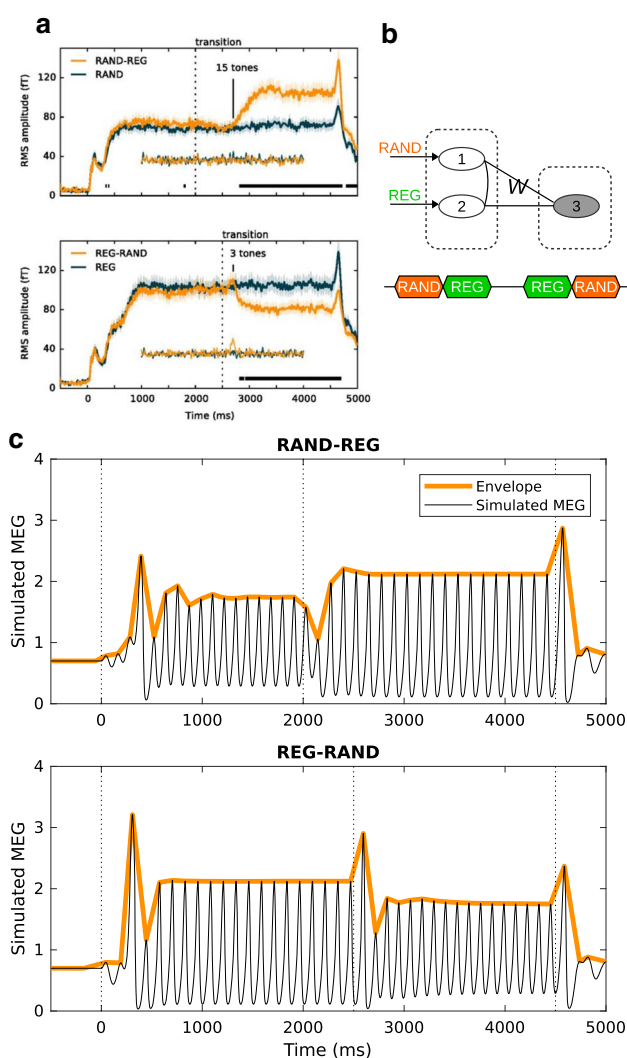 a
transition
RAND-REG
RAND
15 tones
RMS amplitude (fT)
160
120
80
40
0
transition
REG-RAND
REG
3 tones
RMS amplitude (fT)
160
120
80
40
0
0 1000 2000 3000 4000 5000
Time (ms)
b
RAND
REG
1
2
W
3
RAND REG REG RAND
c
RAND-REG
Envelope
Simulated MEG
Simulated MEG
4
3
2
1
0
0 1000 2000 3000 4000 5000
REG-RAND
Simulated MEG
4
3
2
1
0
0 1000 2000 3000 4000 5000
Time (ms)